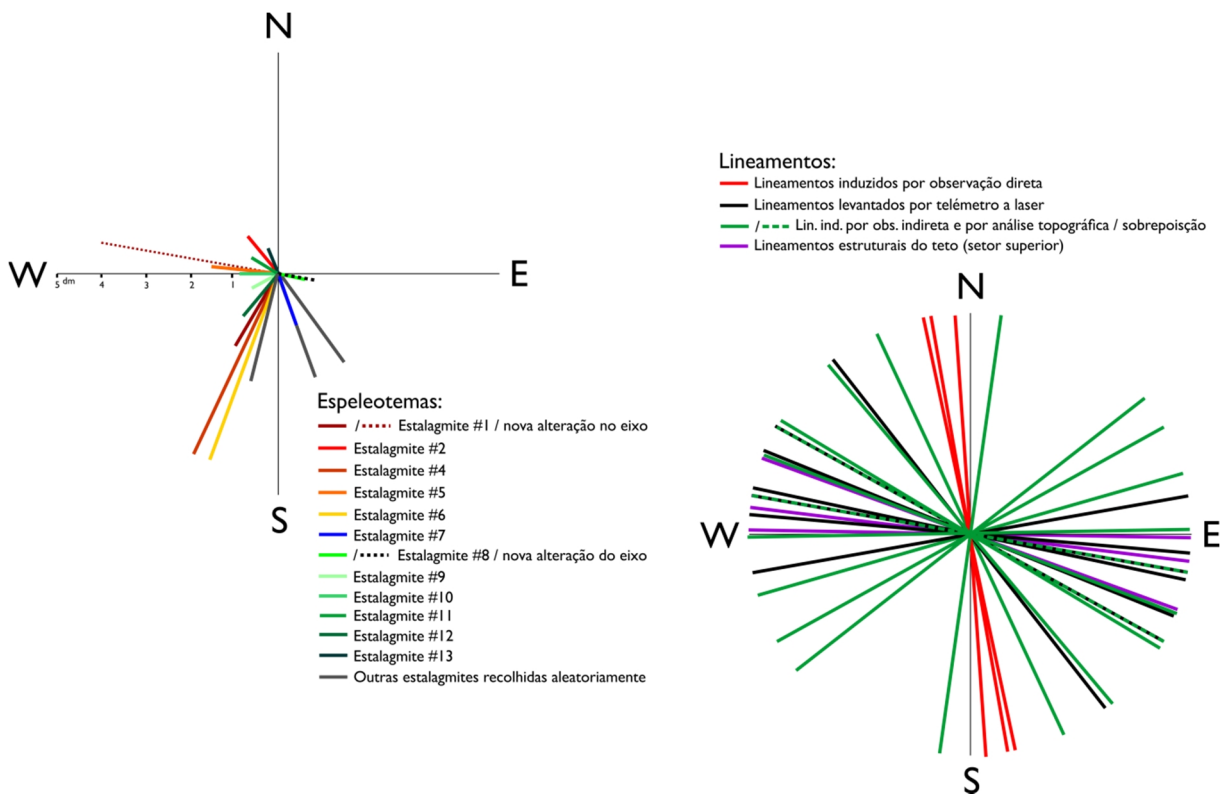 N
W
E
S
5 dm
4
3
2
1
Espeleotemas:
/ Estalagmite #1 / nova alteração no eixo
Estalagmite #2
Estalagmite #4
Estalagmite #5
Estalagmite #6
Estalagmite #7
/ Estalagmite #8 / nova alteração do eixo
Estalagmite #9
Estalagmite #10
Estalagmite #11
Estalagmite #12
Estalagmite #13
Outras estalagmites recolhidas aleatoriamente
Lineamentos:
Lineamentos induzidos por observação direta
Lineamentos levantados por telémetro a laser
/ Lin. ind. por obs. indireta e por análise topográfica / sobrepoisção
Lineamentos estruturais do teto (setor superior)
N
W
E
S